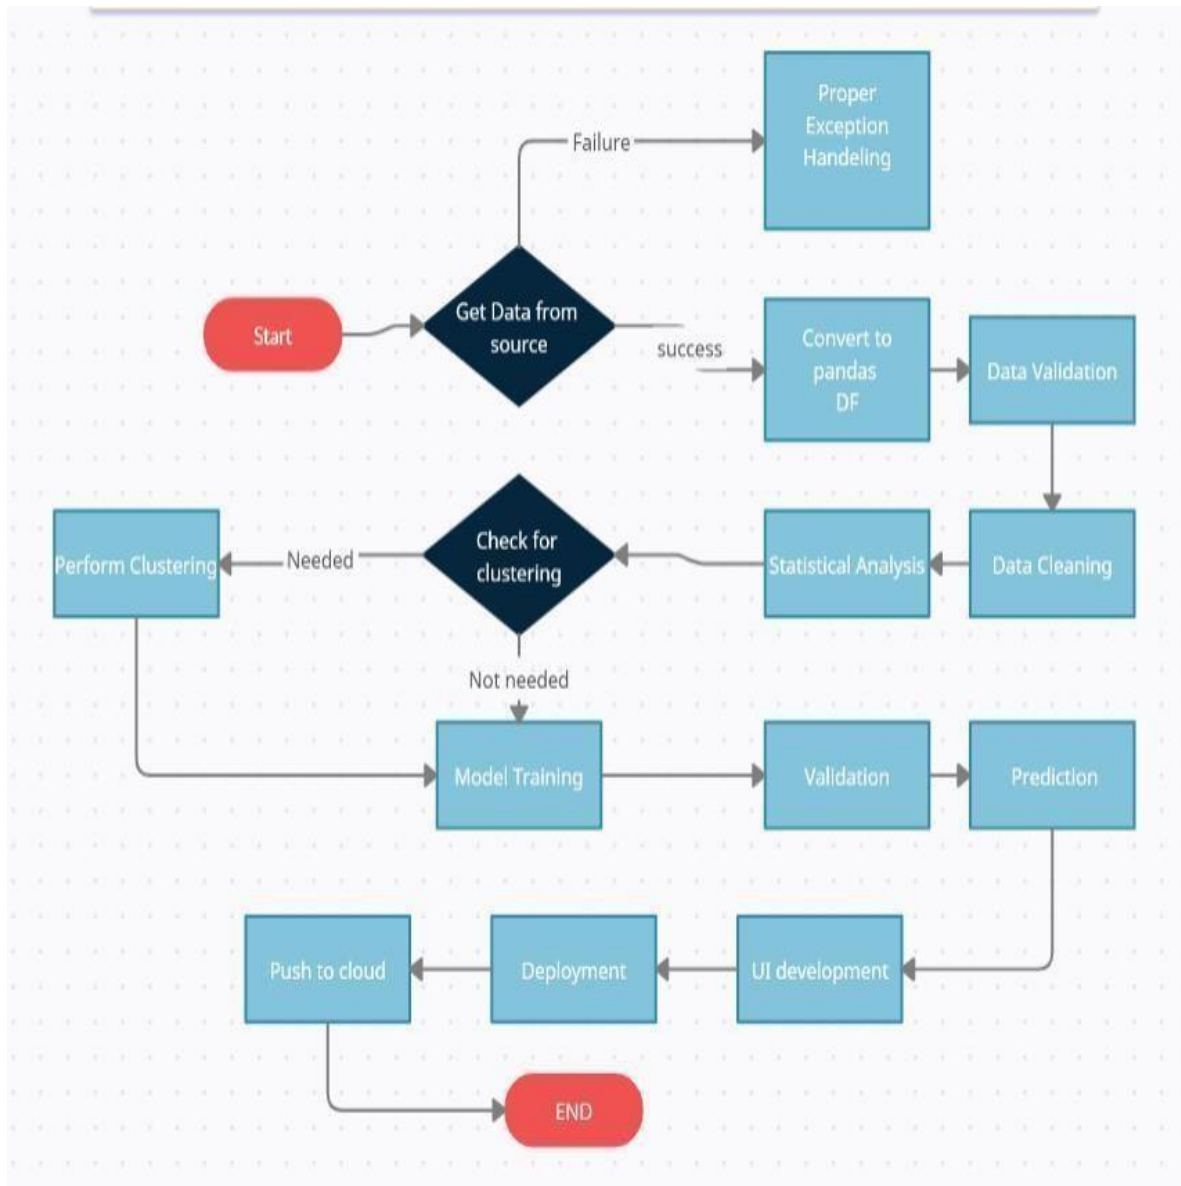 Proper
Exception
Handeling
Failure
Start
Get Data from
source
success
Convert to
pandas
DF
Data Validation
Perform Clustering
Needed
Check for
clustering
Statistical Analysis
Data Cleaning
Not needed
Model Training
Validation
Prediction
Push to cloud
Deployment
UI development
END